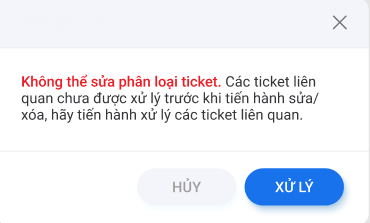 Không thể sửa phân loại ticket. Các ticket liên
quan chưa được xử lý trước khi tiến hành sửa/
xóa, hãy tiến hành xử lý các ticket liên quan.
HỦY
XỬ LÝ